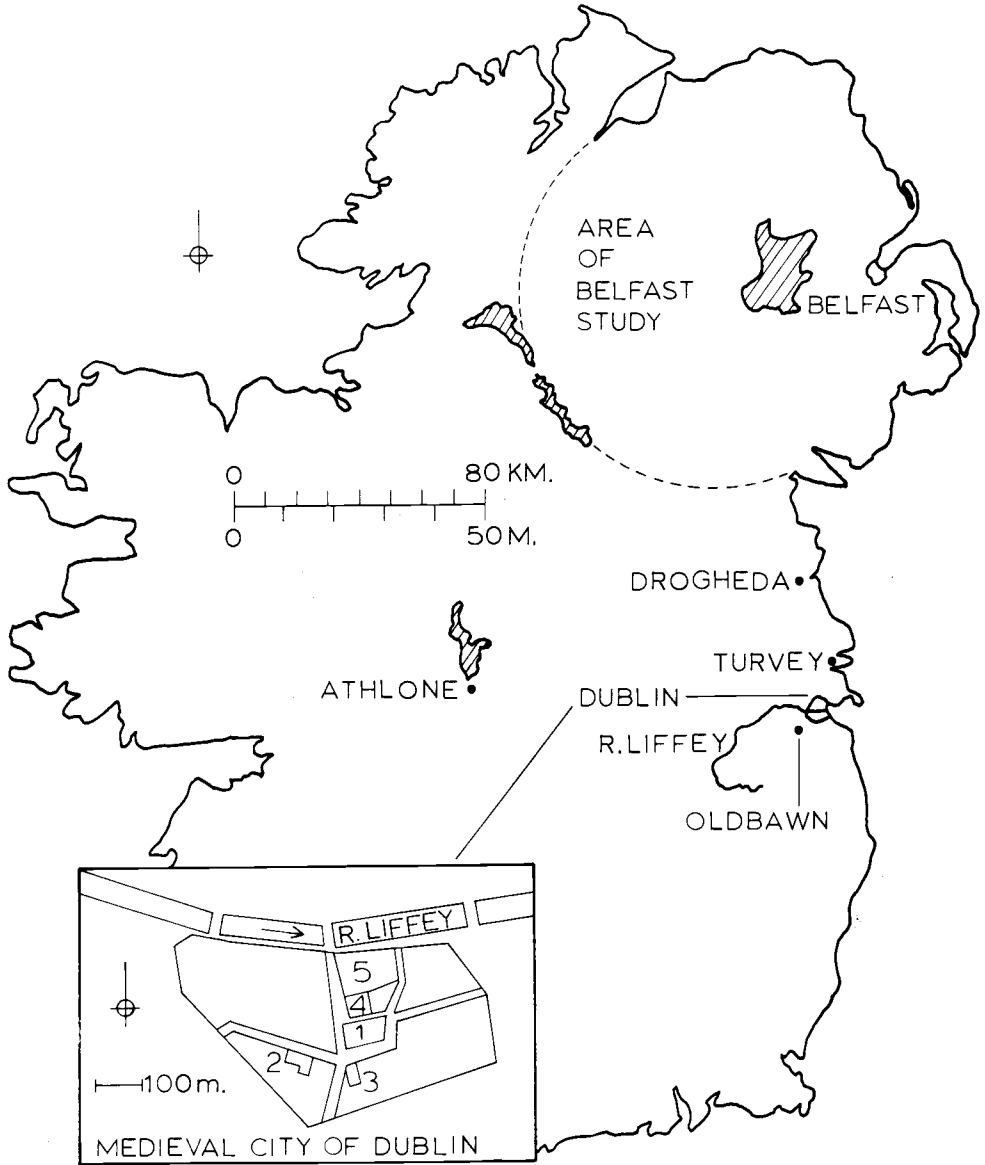 AREA
OF
BELFAST
STUDY
BELFAST
0 80 KM.
0 50 M.
DROGHEDA
TURVEY
ATHLONE
DUBLIN
R.LIFFEY
OLDBAWN
R. LIFFEY
5
4
1
2
3
100m.
MEDIEVAL CITY OF DUBLIN